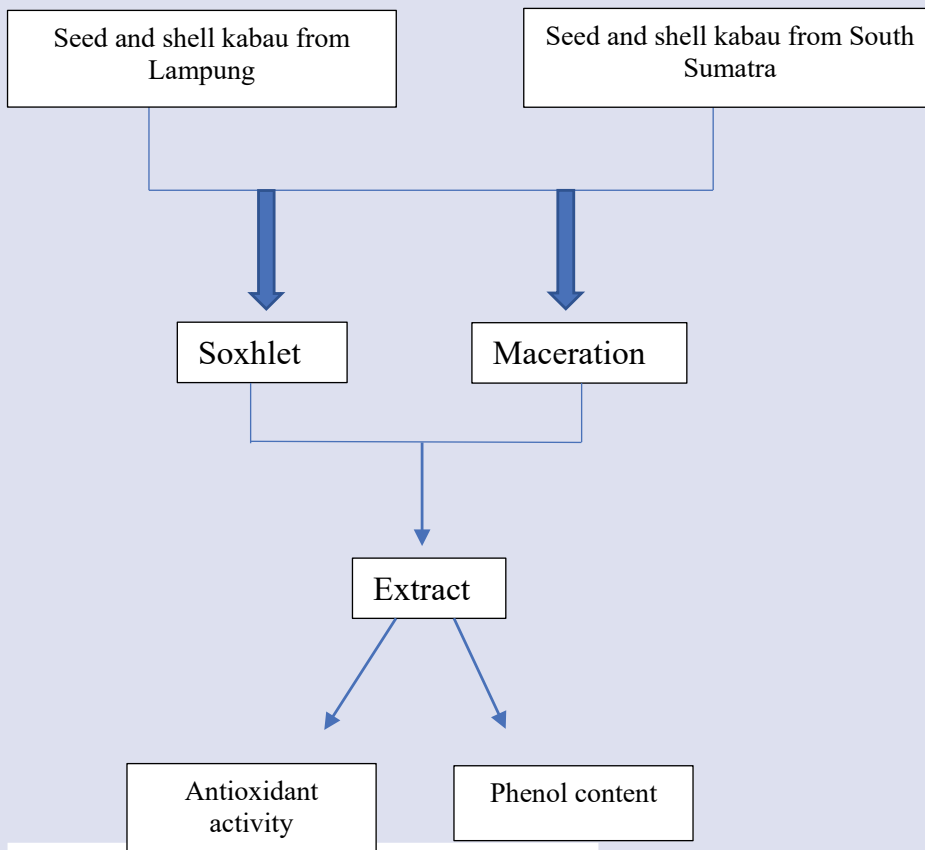 Seed and shell kabau from
Lampung
Seed and shell kabau from South
Sumatra
Soxhlet
Maceration
Extract
Antioxidant
activity
Phenol content